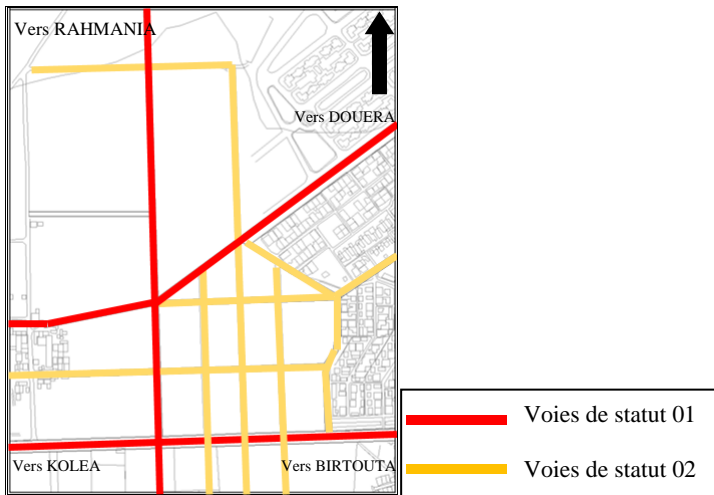 Vers RAHMANIA
Vers DOUERA
Vers KOLEA
Vers BIRTOUTA
Voies de statut 01
Voies de statut 02